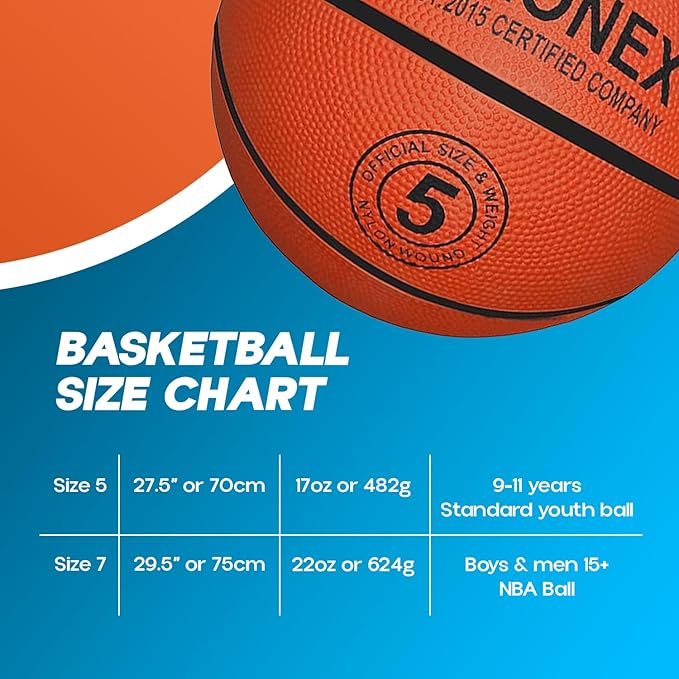 ONEX
.2015 CERTIFIED COMPANY
OFFICIAL SIZE & WEIGHT
5
NYLON WOUND
BASKETBALL
SIZE CHART
Size 5 27.5" or 70cm 17oz or 482g 9-11 years
Standard youth ball
Size 7 29.5" or 75cm 22oz or 624g Boys & men 15+
NBA Ball